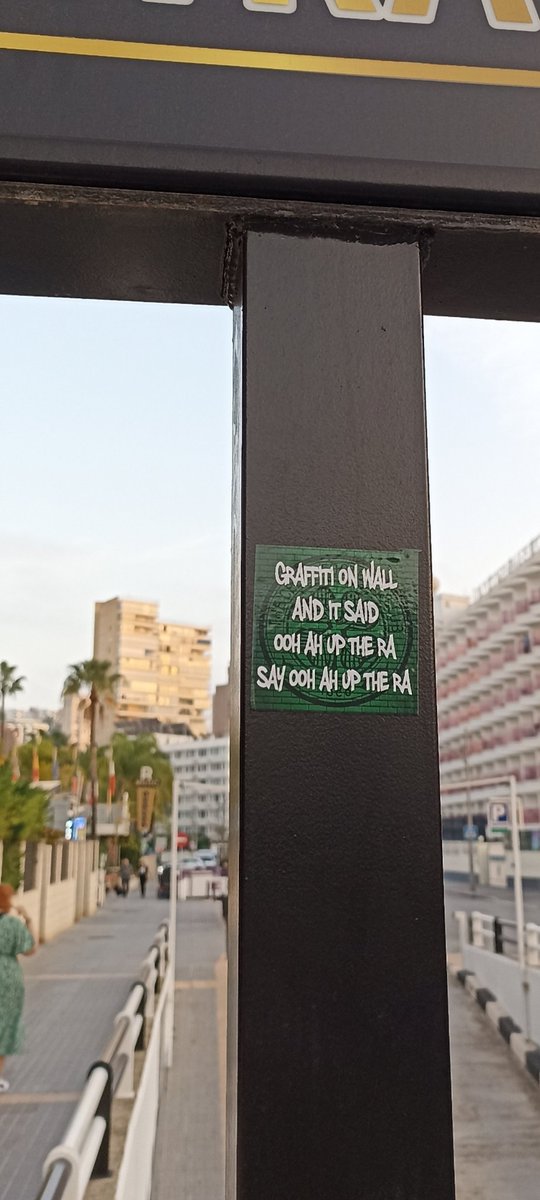 GRAFFITI ON WALL
AND IT SAID
OOH AH UP THE RA
SAY OOH AH UP THE RA
P